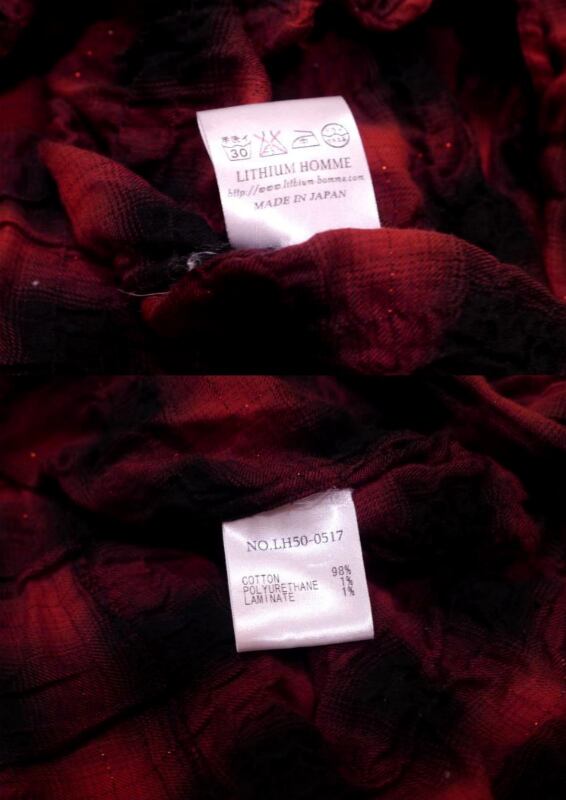 30
LITHIUM HOMME
http://www.lithium-homme.com
MADE IN JAPAN
NO.LH50-0517
COTTON 98%
POLYURETHANE 1%
LAMINATE 1%